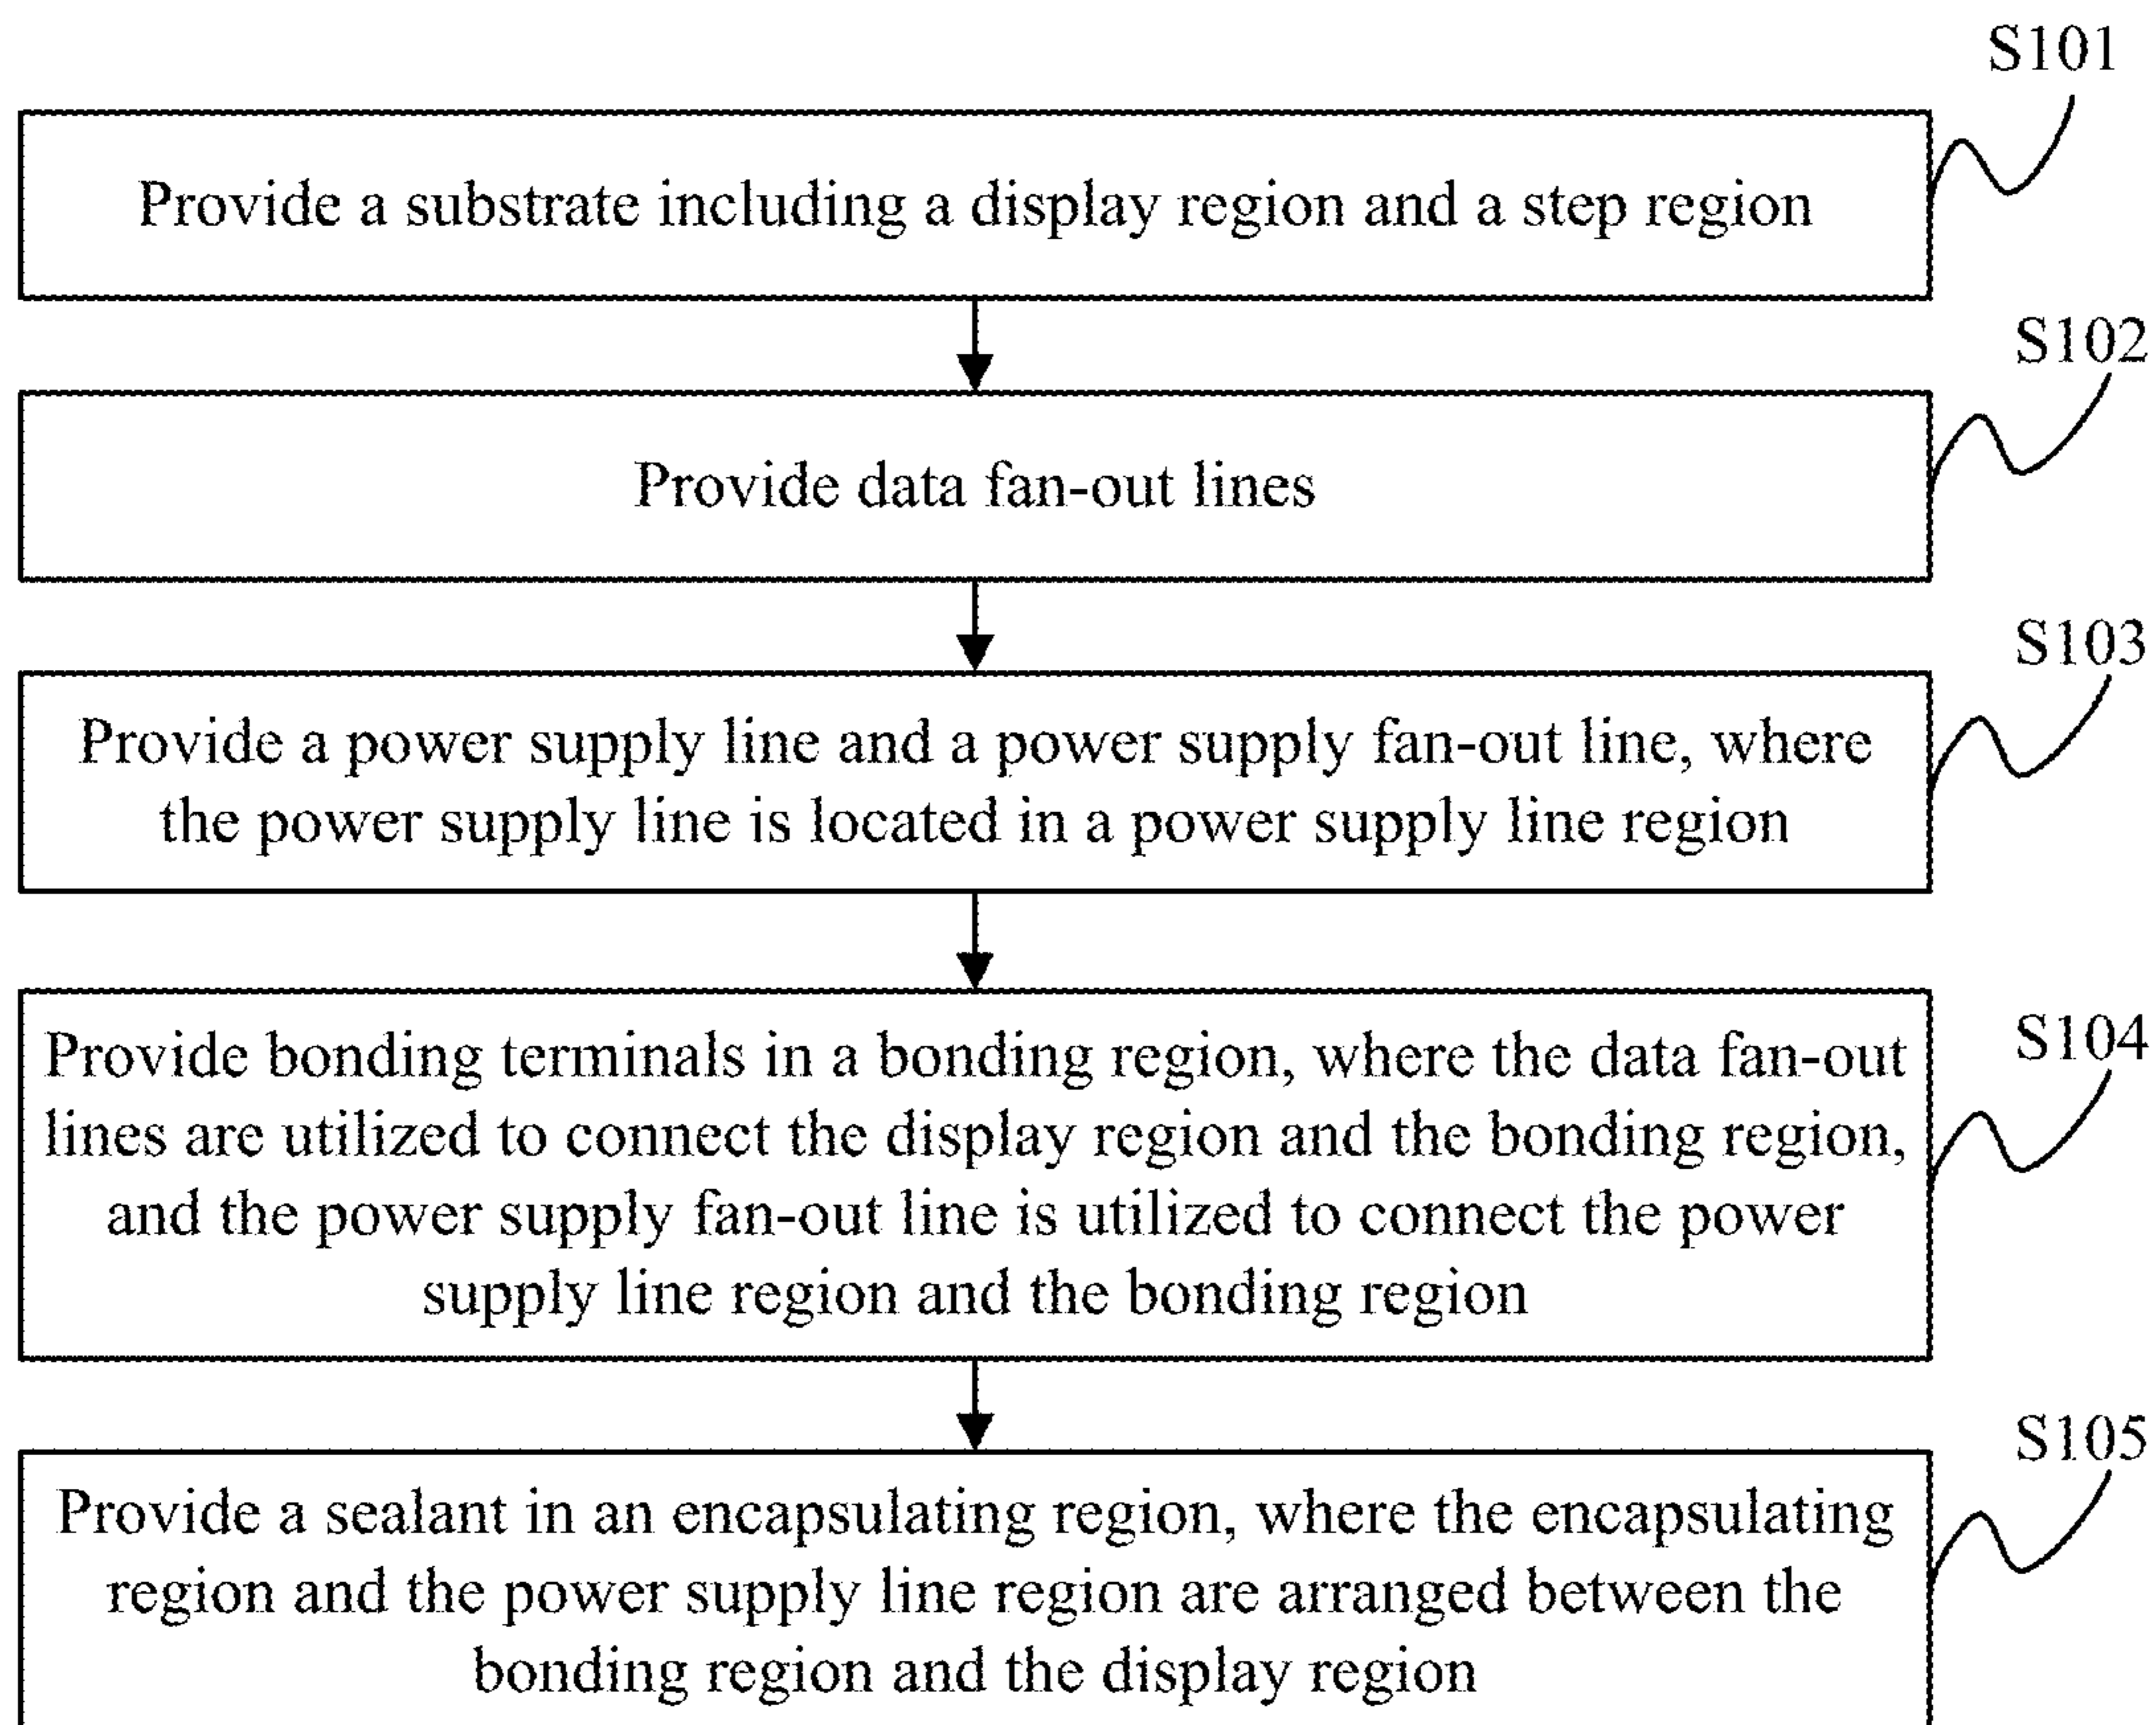 S101
Provide a substrate including a display region and a step region
S102
Provide data fan-out lines
S103
Provide a power supply line and a power supply fan-out line, where
the power supply line is located in a power supply line region
S104
Provide bonding terminals in a bonding region, where the data fan-out
lines are utilized to connect the display region and the bonding region,
and the power supply fan-out line is utilized to connect the power
supply line region and the bonding region
S105
Provide a sealant in an encapsulating region, where the encapsulating
region and the power supply line region are arranged between the
bonding region and the display region